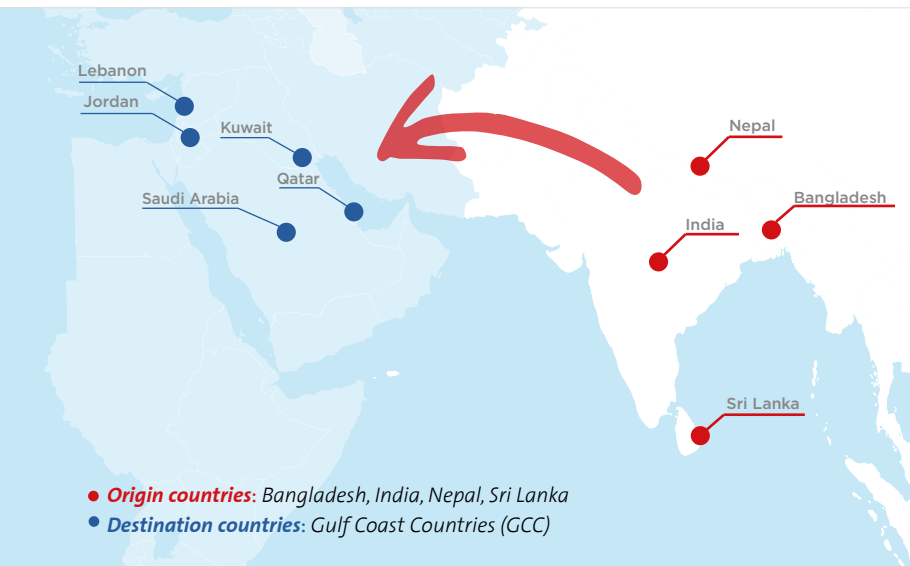 Lebanon
Jordan
Kuwait
Qatar
Saudi Arabia
Nepal
Bangladesh
India
Sri Lanka
Origin countries: Bangladesh, India, Nepal, Sri Lanka
Destination countries: Gulf Coast Countries (GCC)